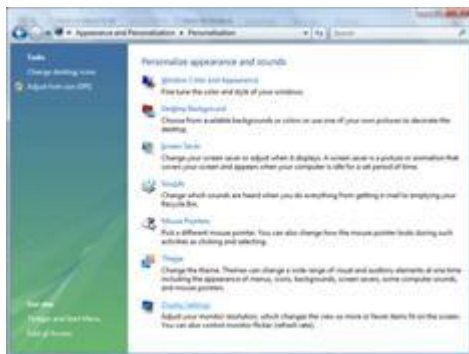 Appearance and Personalization › Personalization
Tasks
Change desktop icons
Adjust font size (DPI)
Personalize appearance and sounds
Window Color and Appearance
Fine tune the color and style of your windows.
Desktop Background
Choose from available backgrounds or colors or use one of your own pictures to decorate the
desktop.
Screen Saver
Change your screen saver or adjust when it displays. A screen saver is a picture or animation that
covers your screen and appears when your computer is idle for a set period of time.
Sounds
Change which sounds are heard when you do everything from getting e-mail to emptying your
Recycle Bin.
Mouse Pointers
Pick a different mouse pointer. You can also change how the mouse pointer looks during such
activities as clicking and selecting.
Theme
Change the theme. Themes can change a wide range of visual and auditory elements at one time
including the appearance of menus, icons, backgrounds, screen savers, some computer sounds,
and mouse pointers.
Display Settings
Adjust your monitor resolution, which changes the view so more or fewer items fit on the screen.
You can also control monitor flicker (refresh rate).
See also
Taskbar and Start Menu
Ease of Access